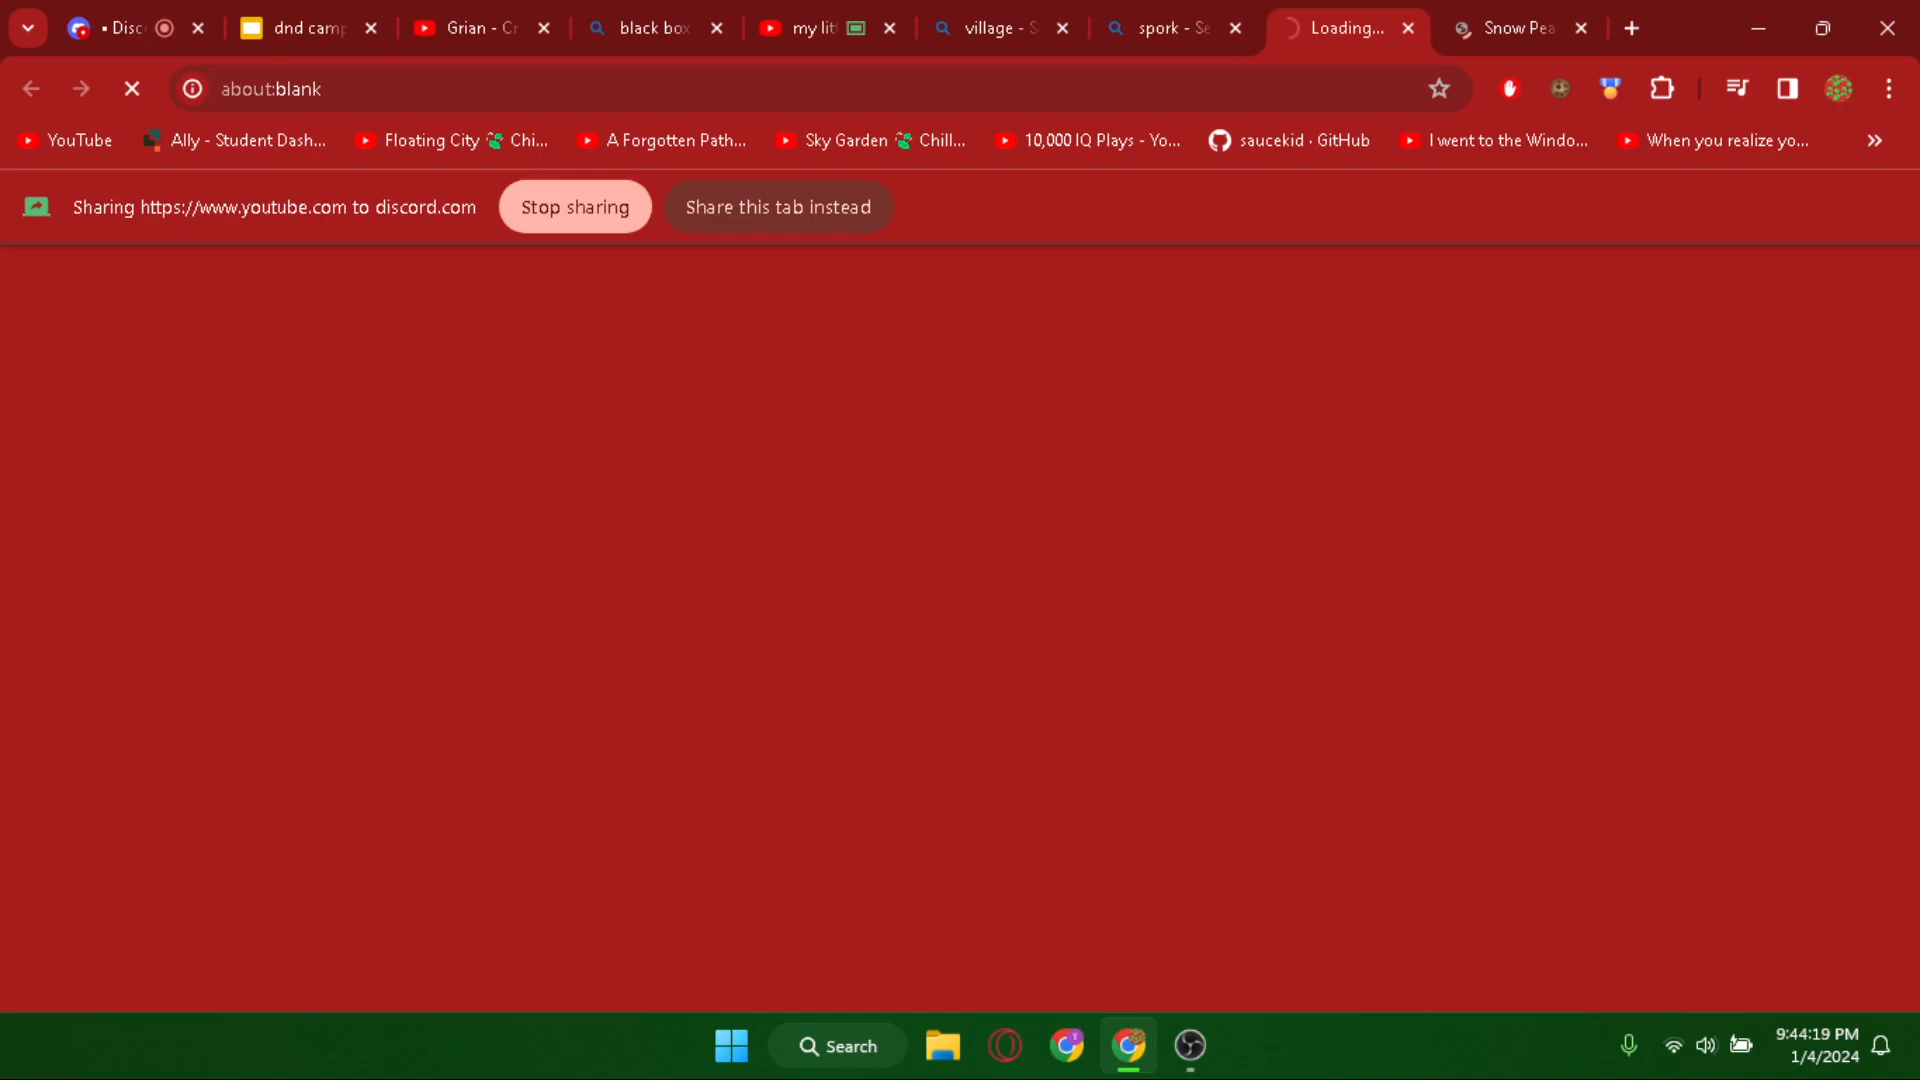 Disc
dnd camp
Grian - Cr
black box
my lit
village - S
spork - Se
Loading...
Snow Pea
about:blank
YouTube
Ally - Student Dash...
Floating City 🐲 Chi...
A Forgotten Path...
Sky Garden 🐲 Chill...
10,000 IQ Plays - Yo...
saucekid · GitHub
I went to the Windo...
When you realize yo...
Sharing https://www.youtube.com to discord.com
Stop sharing
Share this tab instead
Search
9:44:19 PM
1/4/2024